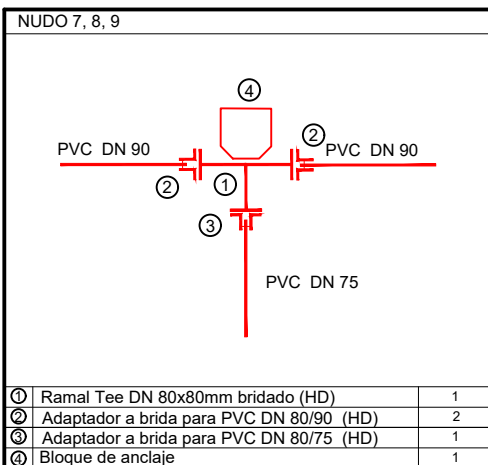 NUDO 7, 8, 9
4
PVC DN 90
2
PVC DN 90
2
1
3
PVC DN 75
1 Ramal Tee DN 80x80mm bridado (HD) 1
2 Adaptador a brida para PVC DN 80/90 (HD) 2
3 Adaptador a brida para PVC DN 80/75 (HD) 1
4 Bloque de anclaje 1